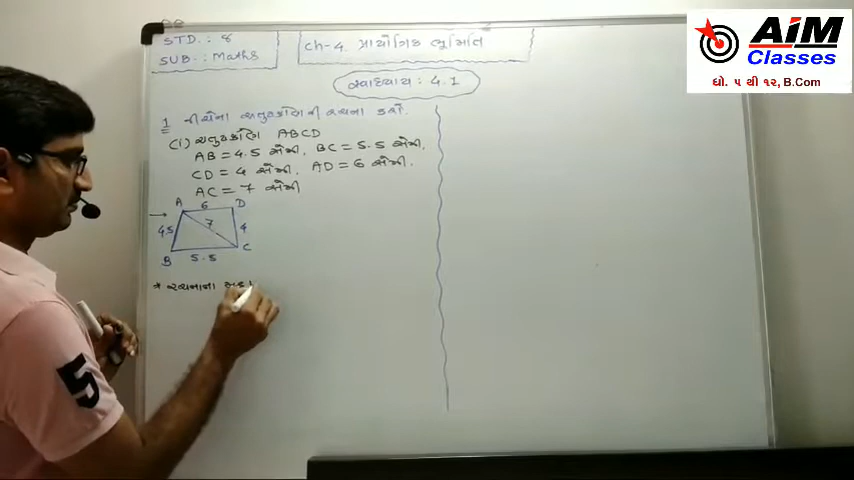 STD. : 8
SUB. : Maths
Ch-4. પ્રાયોગિક ભૂમિતિ
સ્વાધ્યાય : 4.1
AiM
Classes
ધો. ૫ થી ૧૨, B.Com
1 નીચેના ચતુષ્કોણની રચના કરો.
(1) ચતુષ્કોણ ABCD
AB = 4.5 સેમી, BC = 5.5 સેમી,
CD = 4 સેમી, AD = 6 સેમી.
AC = 7 સેમી
A 6 D
4.5 7 4
B 5.5 C
* રચનાના મુદ્દા
5